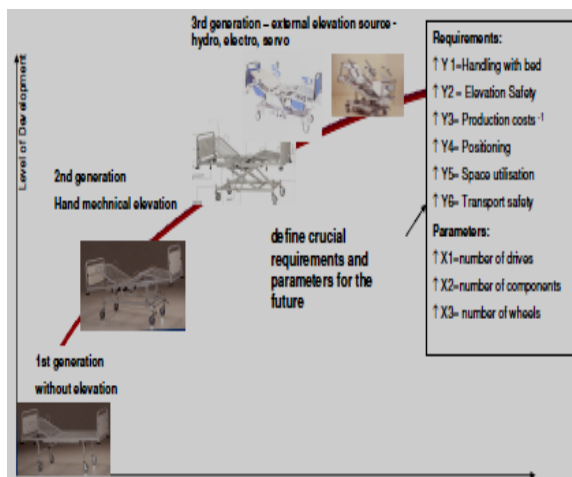 3rd generation – external elevation source -
hydro, electro, servo
Level of Development
2nd generation
Hand mechnical elevation
1st generation
without elevation
define crucial
requirements and
parameters for the
future
Requirements:
↑ Y 1=Handling with bed
↑ Y2 = Elevation Safety
↑ Y3= Production costs⁻¹
↑ Y4= Positioning
↑ Y5= Space utilisation
↑ Y6= Transport safety
Parameters:
↑ X1=number of drives
↑ X2=number of components
↑ X3= number of wheels